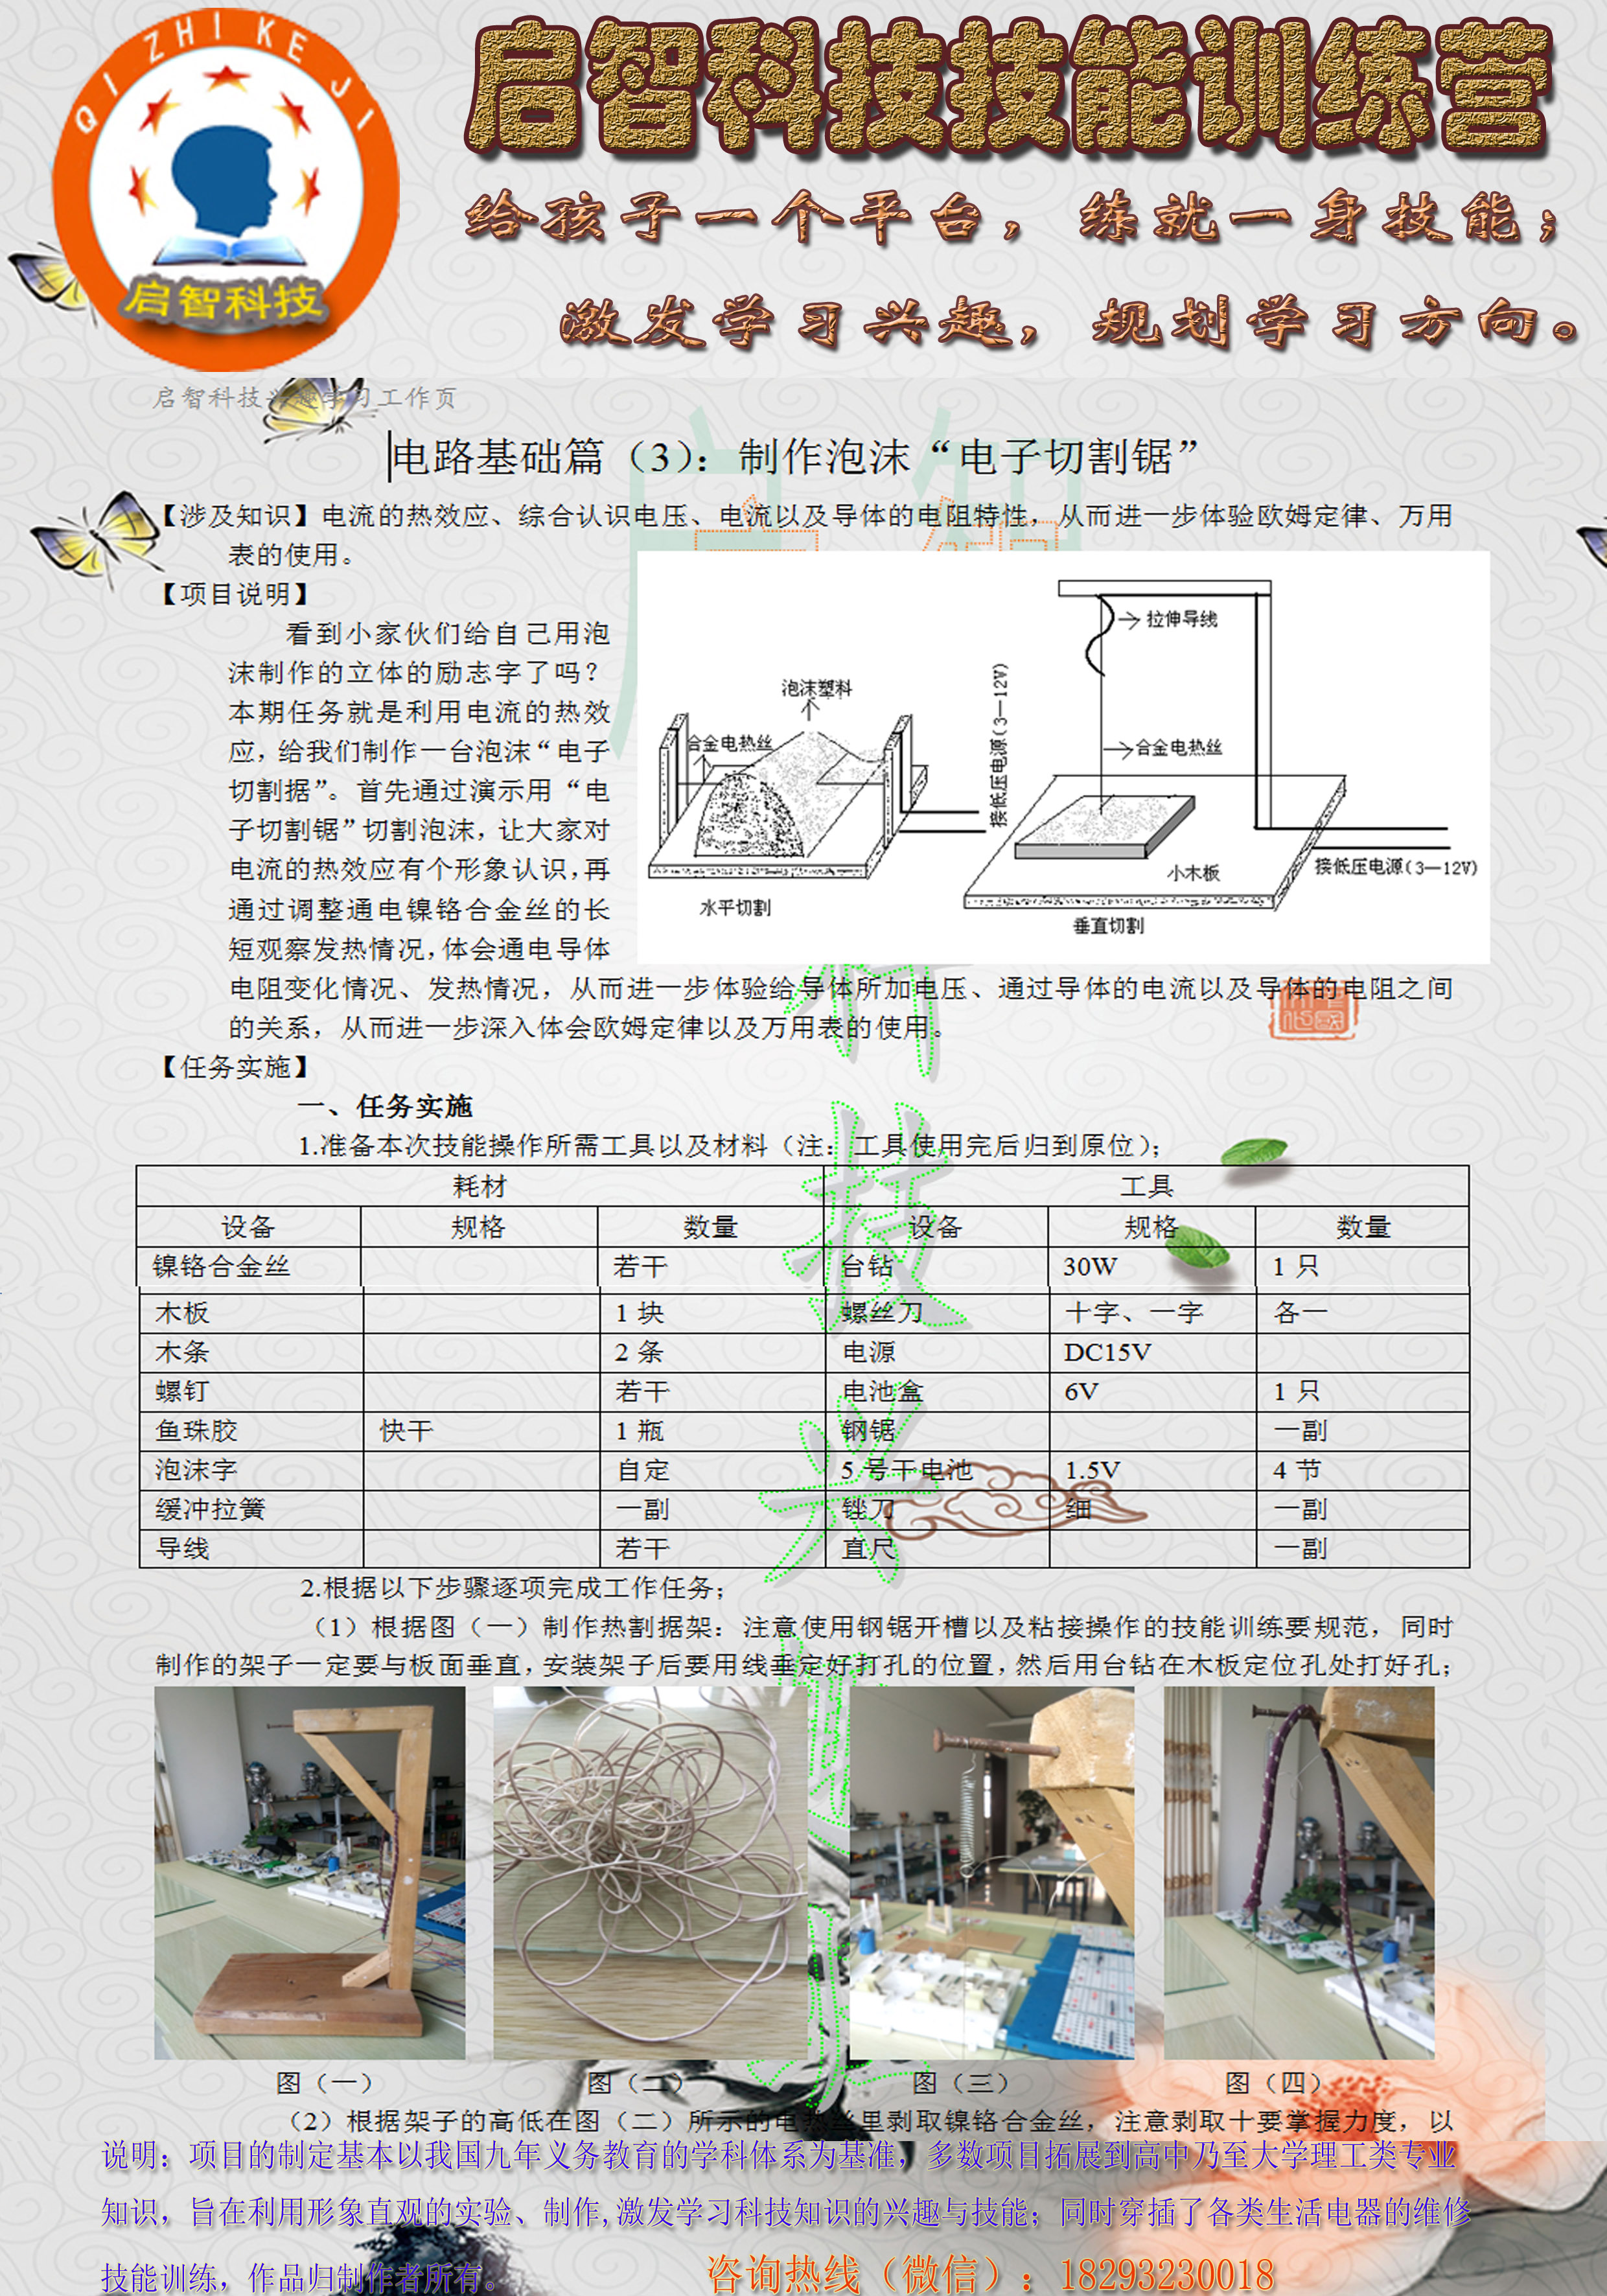 QI ZHI KE JI
启智科技
启智科技技能训练营
给孩子一个平台，练就一身技能；
激发学习兴趣，规划学习方向。
启智科技兴趣学习工作页
电路基础篇（3）：制作泡沫“电子切割锯”
【涉及知识】电流的热效应、综合认识电压、电流以及导体的电阻特性，从而进一步体验欧姆定律、万用
表的使用。
【项目说明】
看到小家伙们给自己用泡
沫制作的立体的励志字了吗？
本期任务就是利用电流的热效
应，给我们制作一台泡沫“电子
切割据”。首先通过演示用“电
子切割锯”切割泡沫，让大家对
电流的热效应有个形象认识，再
通过调整通电镍铬合金丝的长
短观察发热情况，体会通电导体
电阻变化情况、发热情况，从而进一步体验给导体所加电压、通过导体的电流以及导体的电阻之间
的关系，从而进一步深入体会欧姆定律以及万用表的使用。
泡沫塑料
合金电热丝
接低压电源(3—12V)
水平切割
拉伸导线
合金电热丝
小木板
接低压电源(3—12V)
垂直切割
【任务实施】
一、任务实施
1.准备本次技能操作所需工具以及材料（注：工具使用完后归到原位）；
耗材 工具
设备 规格 数量 设备 规格 数量
镍铬合金丝 若干 台钻 30W 1 只
木板 1 块 螺丝刀 十字、一字 各一
木条 2 条 电源 DC15V
螺钉 若干 电池盒 6V 1 只
鱼珠胶 快干 1 瓶 钢锯 一副
泡沫字 自定 5 号干电池 1.5V 4 节
缓冲拉簧 一副 锉刀 细 一副
导线 若干 直尺 一副
2.根据以下步骤逐项完成工作任务；
（1）根据图（一）制作热割据架：注意使用钢锯开槽以及粘接操作的技能训练要规范，同时
制作的架子一定要与板面垂直，安装架子后要用线垂定好打孔的位置，然后用台钻在木板定位孔处打好孔；
图（一） 图（二） 图（三） 图（四）
（2）根据架子的高低在图（二）所示的电热丝里剥取镍铬合金丝，注意剥取十要掌握力度，以
说明：项目的制定基本以我国九年义务教育的学科体系为基准，多数项目拓展到高中乃至大学理工类专业
知识，旨在利用形象直观的实验、制作,激发学习科技知识的兴趣与技能；同时穿插了各类生活电器的维修
技能训练，作品归制作者所有。
咨询热线（微信）：18293230018